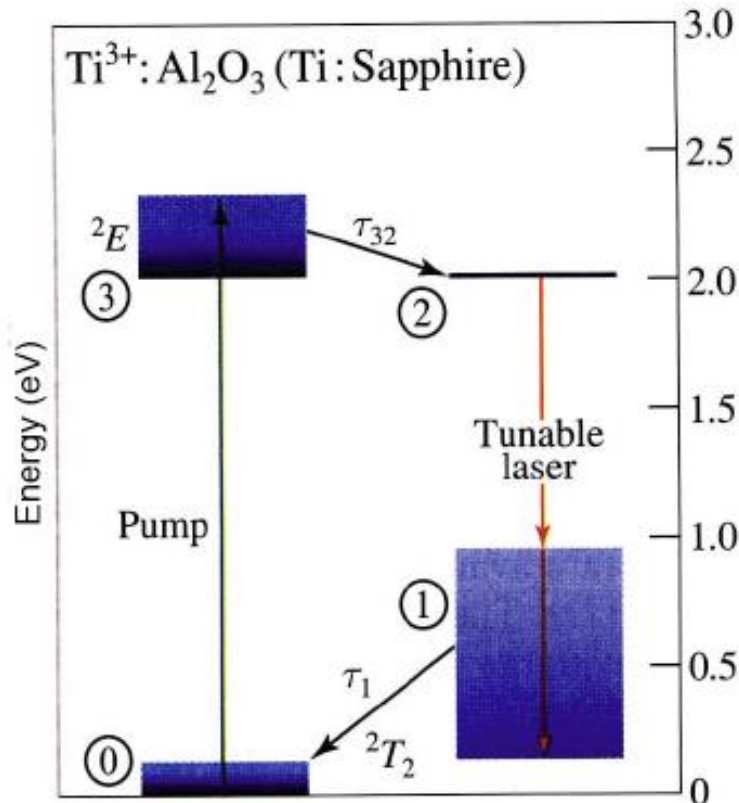 Ti³⁺:Al₂O₃ (Ti:Sapphire)
3.0
2.5
²E
τ₃₂
3
2
2.0
Energy (eV)
1.5
Tunable
laser
Pump
1.0
1
0.5
τ₁
0
²T₂
0